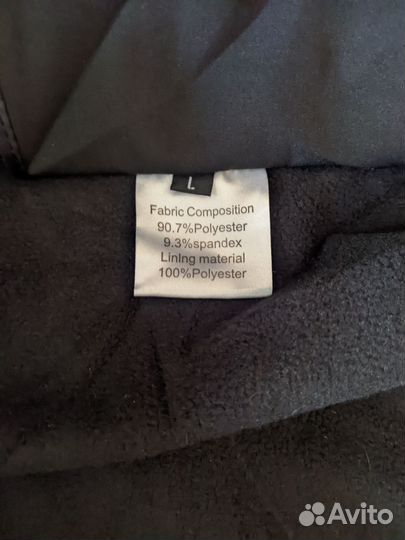 L
Fabric Composition
90.7%Polyester
9.3%spandex
Lining material
100%Polyester
Avito